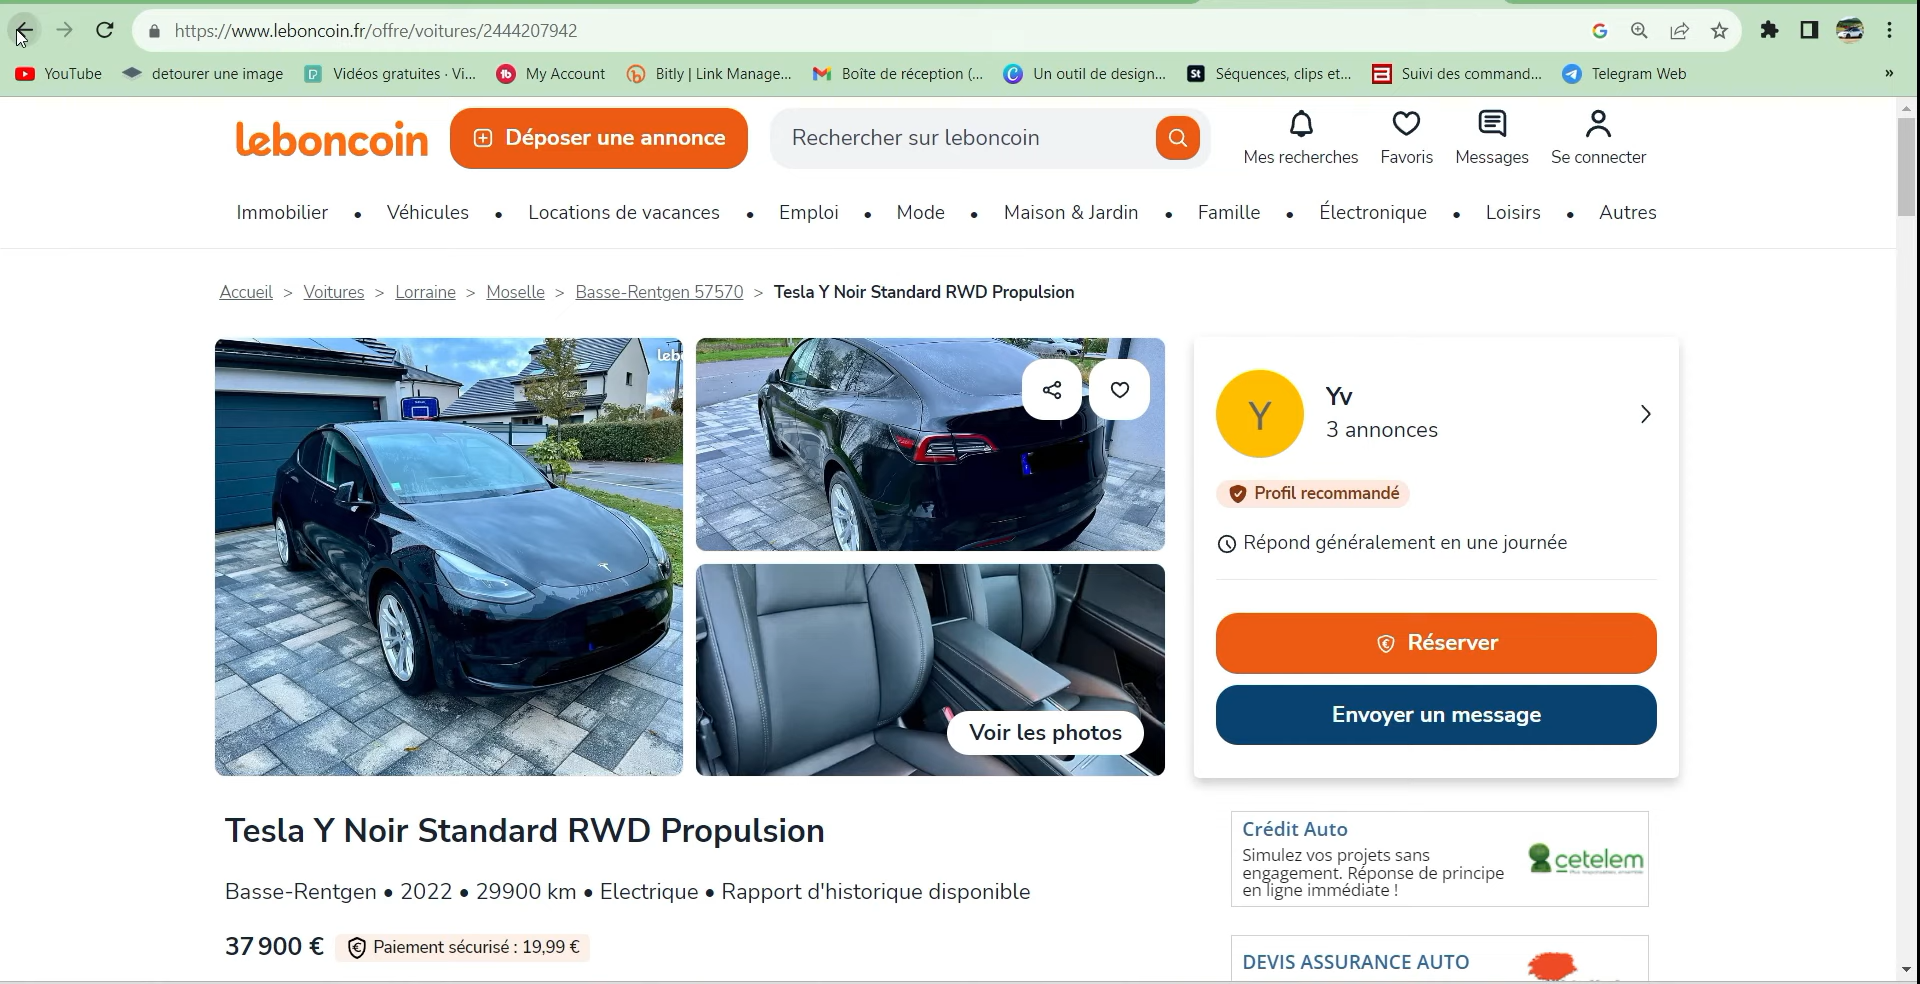 https://www.leboncoin.fr/offre/voitures/2444207942
YouTube detourer une image Vidéos gratuites · Vi... My Account Bitly | Link Manage... Boîte de réception (... Un outil de design... Séquences, clips et... Suivi des command... Telegram Web »
leboncoin Déposer une annonce Rechercher sur leboncoin Mes recherches Favoris Messages Se connecter
Immobilier • Véhicules • Locations de vacances • Emploi • Mode • Maison & Jardin • Famille • Électronique • Loisirs • Autres
Accueil > Voitures > Lorraine > Moselle > Basse-Rentgen 57570 > Tesla Y Noir Standard RWD Propulsion
leb
Y
Yv
3 annonces
Profil recommandé
Répond généralement en une journée
Réserver
Envoyer un message
Voir les photos
Tesla Y Noir Standard RWD Propulsion
Basse-Rentgen • 2022 • 29900 km • Electrique • Rapport d'historique disponible
37 900 € Paiement sécurisé : 19,99 €
Crédit Auto
Simulez vos projets sans
engagement. Réponse de principe
en ligne immédiate !
cetelem
DEVIS ASSURANCE AUTO